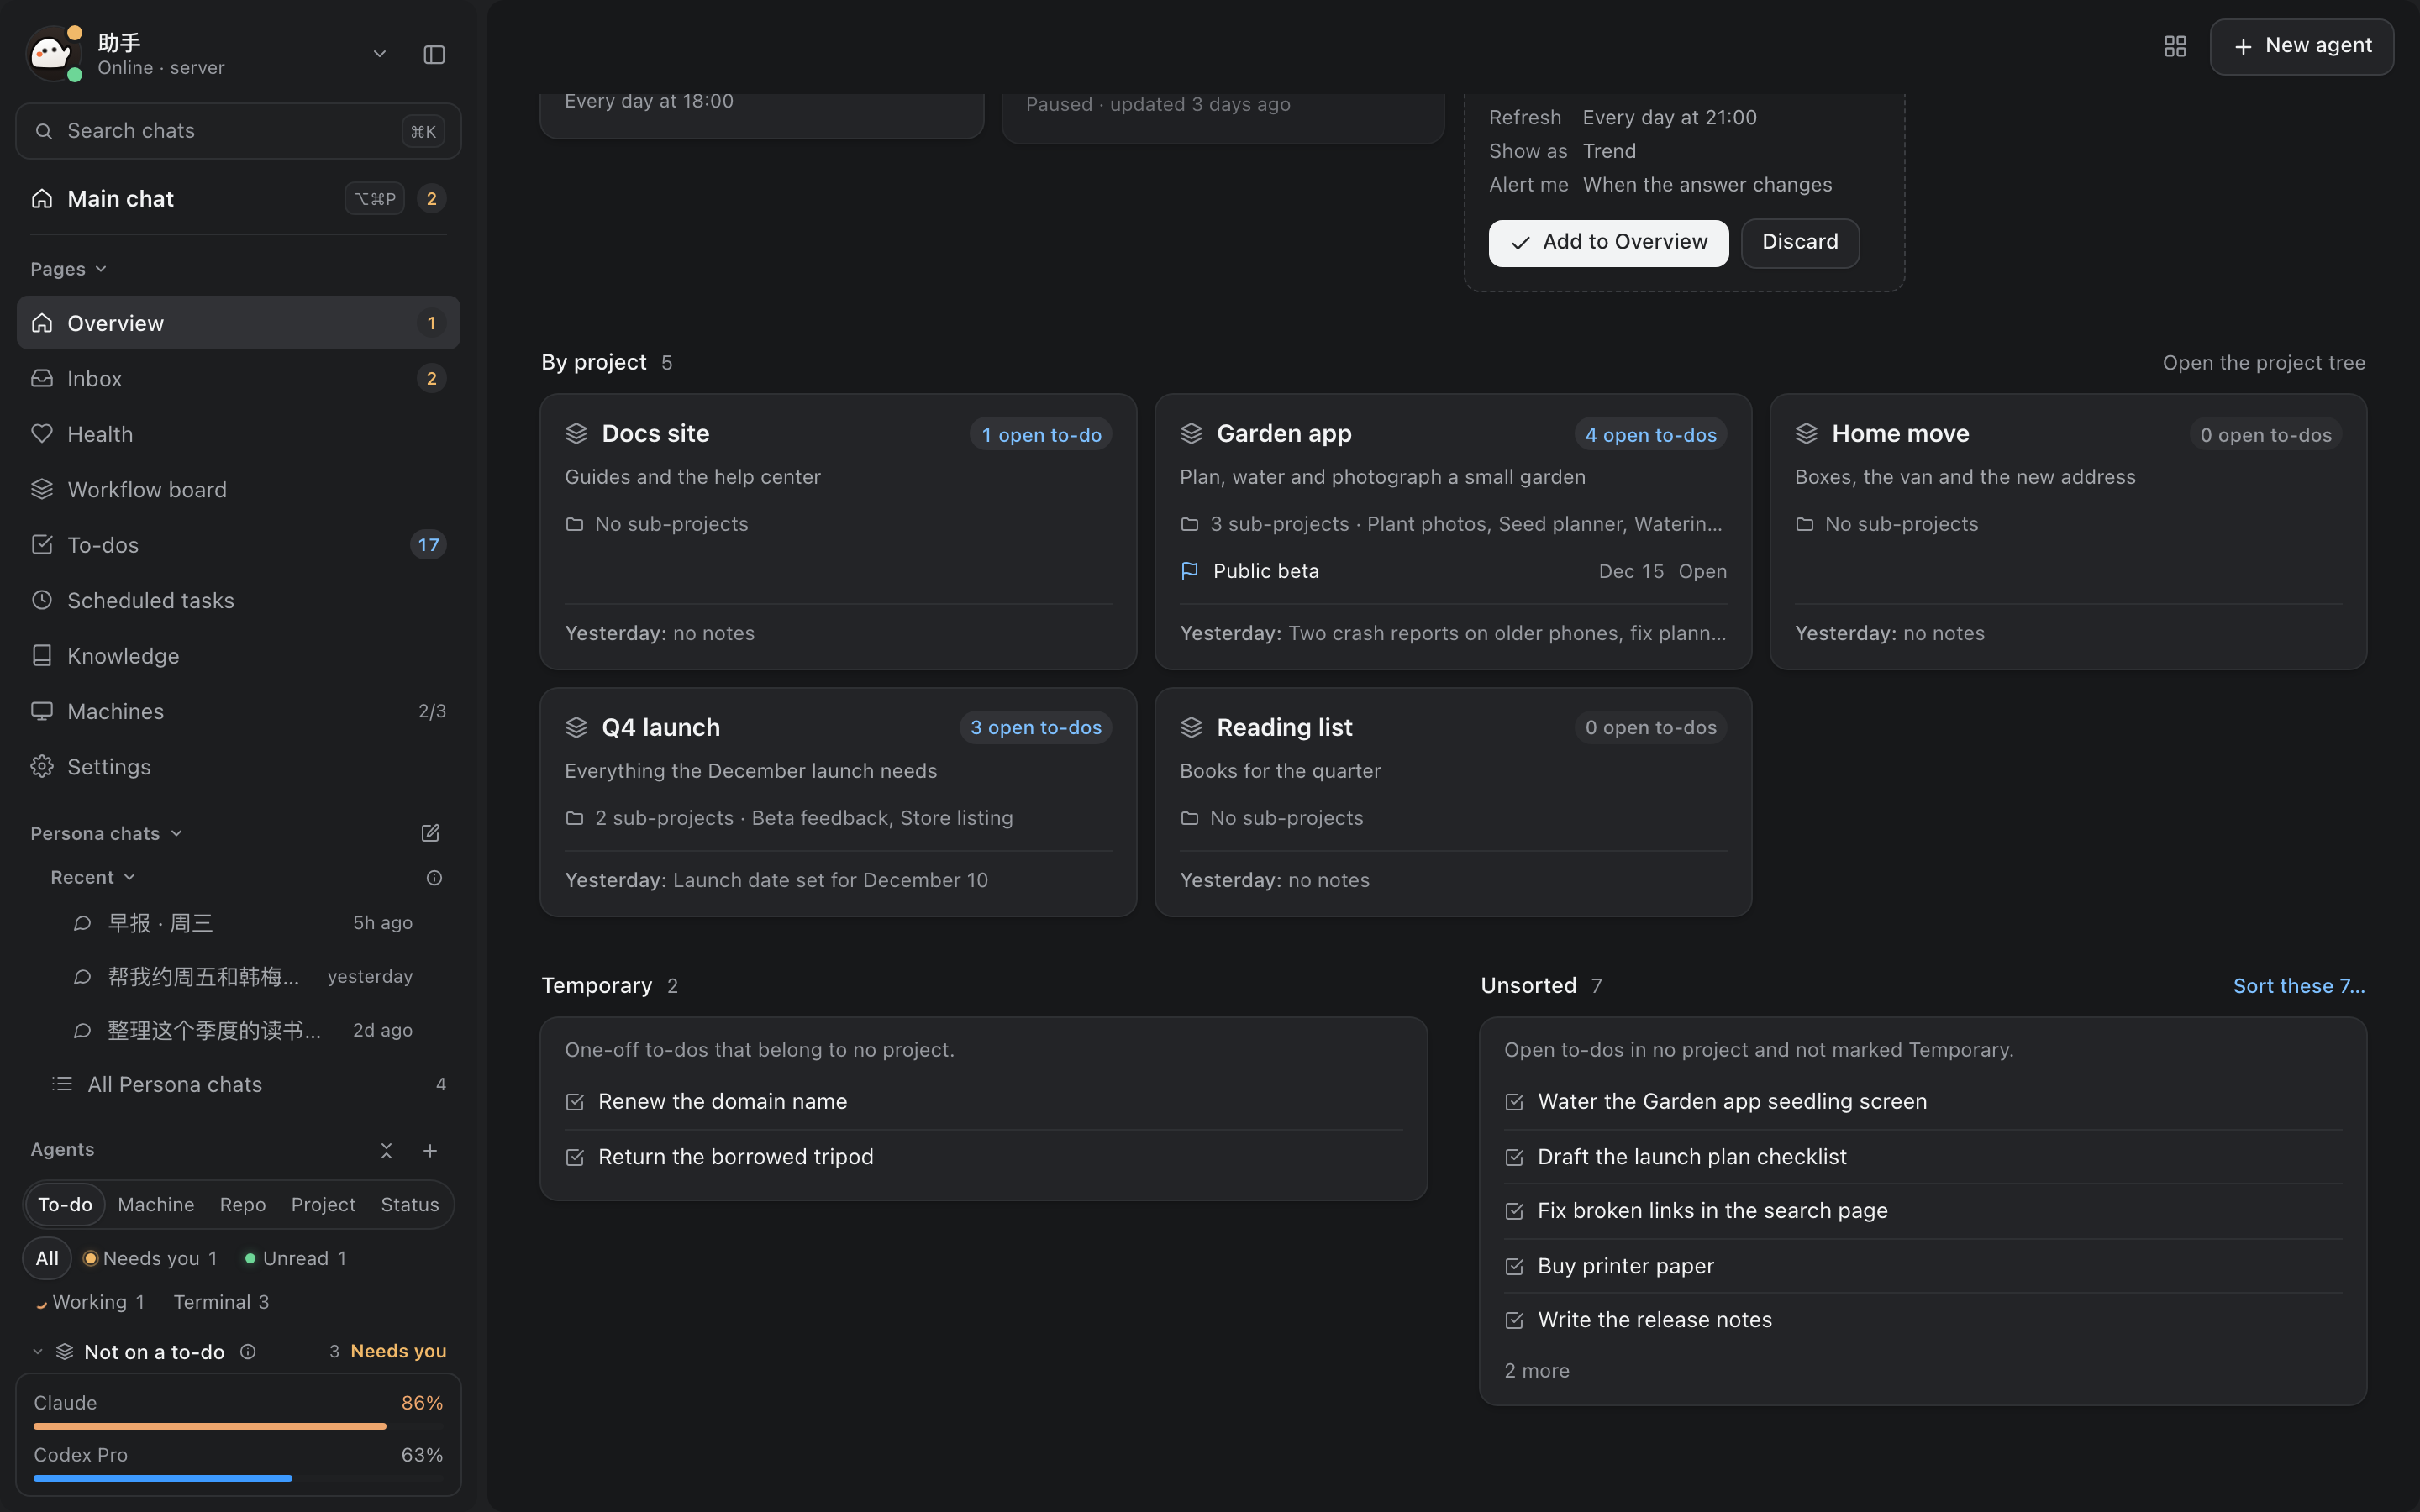 助手
Online · server
Search chats
⌘K
Main chat
⌥⌘P
2
Pages
Overview
1
Inbox
2
Health
Workflow board
To-dos
17
Scheduled tasks
Knowledge
Machines
2/3
Settings
Persona chats
Recent
早报 · 周三
5h ago
帮我约周五和韩梅...
yesterday
整理这个季度的读书...
2d ago
All Persona chats
4
Agents
To-do
Machine
Repo
Project
Status
All
Needs you 1
Unread 1
Working 1
Terminal 3
Not on a to-do
3 Needs you
Claude
86%
Codex Pro
63%
New agent
Every day at 18:00
Paused · updated 3 days ago
Refresh Every day at 21:00
Show as Trend
Alert me When the answer changes
Add to Overview
Discard
By project 5
Open the project tree
Docs site
1 open to-do
Guides and the help center
No sub-projects
Yesterday: no notes
Garden app
4 open to-dos
Plan, water and photograph a small garden
3 sub-projects · Plant photos, Seed planner, Waterin...
Public beta
Dec 15 Open
Yesterday: Two crash reports on older phones, fix plann...
Home move
0 open to-dos
Boxes, the van and the new address
No sub-projects
Yesterday: no notes
Q4 launch
3 open to-dos
Everything the December launch needs
2 sub-projects · Beta feedback, Store listing
Yesterday: Launch date set for December 10
Reading list
0 open to-dos
Books for the quarter
No sub-projects
Yesterday: no notes
Temporary 2
One-off to-dos that belong to no project.
Renew the domain name
Return the borrowed tripod
Unsorted 7
Sort these 7...
Open to-dos in no project and not marked Temporary.
Water the Garden app seedling screen
Draft the launch plan checklist
Fix broken links in the search page
Buy printer paper
Write the release notes
2 more